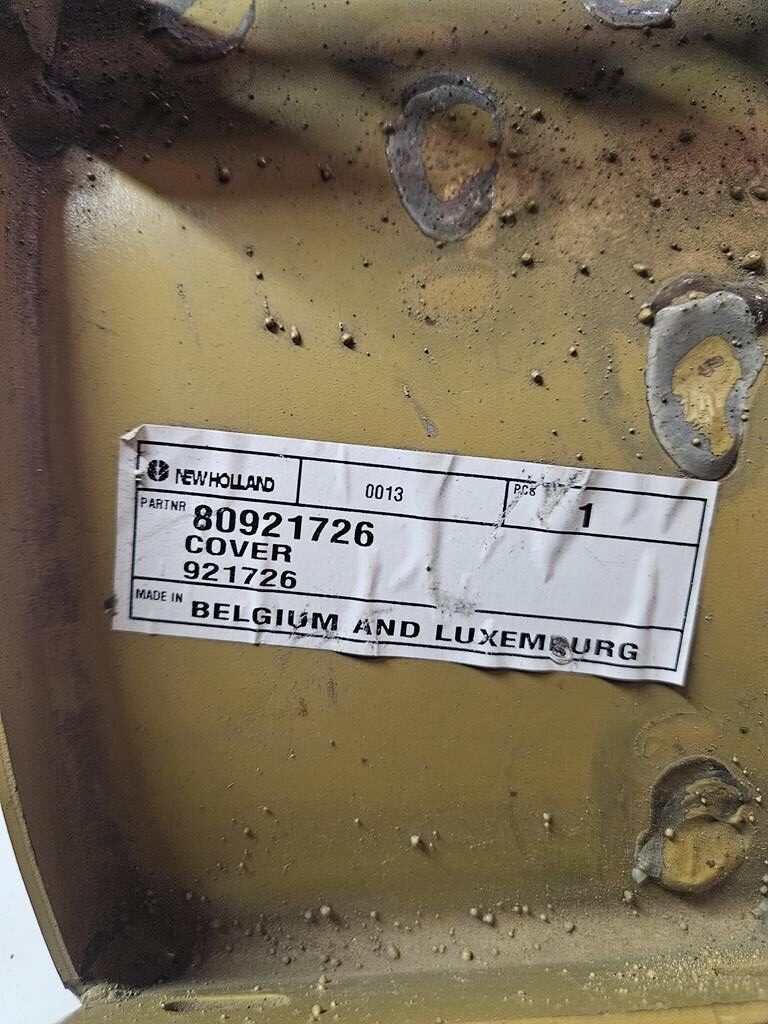 NEW HOLLAND 0013 PCS 1
PARTNR 80921726
COVER
921726
MADE IN BELGIUM AND LUXEMBURG